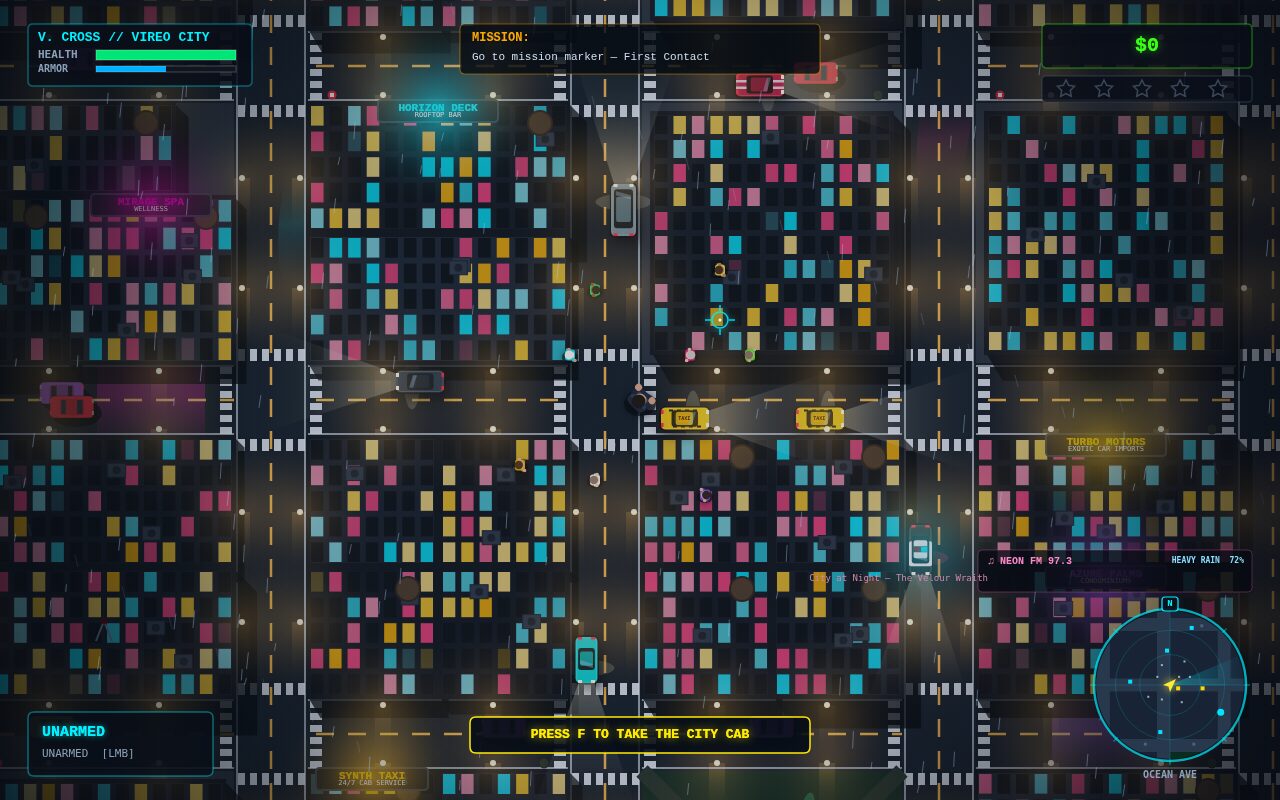 V. CROSS // VIREO CITY
HEALTH
ARMOR
MISSION:
Go to mission marker — First Contact
$0
HORIZON DECK
ROOFTOP BAR
MIRAGE SPA
WELLNESS
TAXI
TAXI
TURBO MOTORS
EXOTIC CAR IMPORTS
♫ NEON FM 97.3
HEAVY RAIN 72%
AZURE PALMS
CONDOMINIUMS
City at Night — The Velour Wraith
N
UNARMED
UNARMED [LMB]
PRESS F TO TAKE THE CITY CAB
SYNTH TAXI
24/7 CAB SERVICE
OCEAN AVE